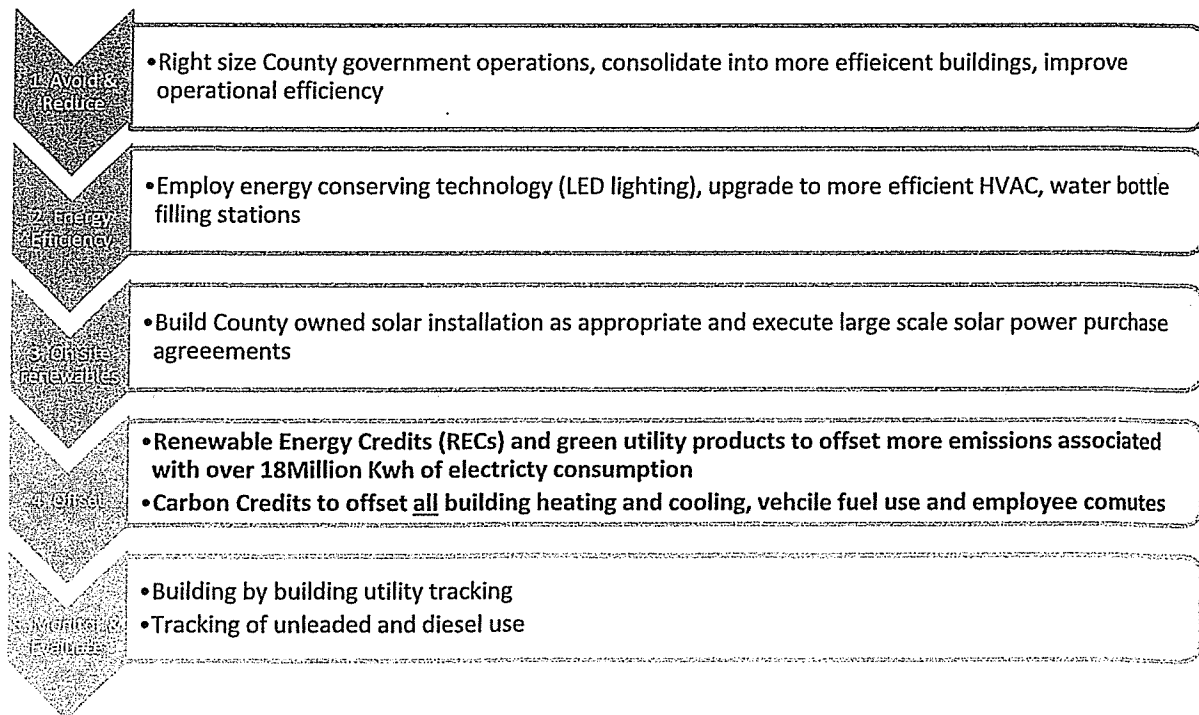 1. Avoid &
Reduce
•Right size County government operations, consolidate into more effieicent buildings, improve
operational efficiency
2. Energy
Efficiency
•Employ energy conserving technology (LED lighting), upgrade to more efficient HVAC, water bottle
filling stations
3. On site
renewables
•Build County owned solar installation as appropriate and execute large scale solar power purchase
agreeements
4. Offset
•Renewable Energy Credits (RECs) and green utility products to offset more emissions associated
with over 18Million Kwh of electricty consumption
•Carbon Credits to offset all building heating and cooling, vehcile fuel use and employee comutes
Monitor &
Evaluate
•Building by building utility tracking
•Tracking of unleaded and diesel use